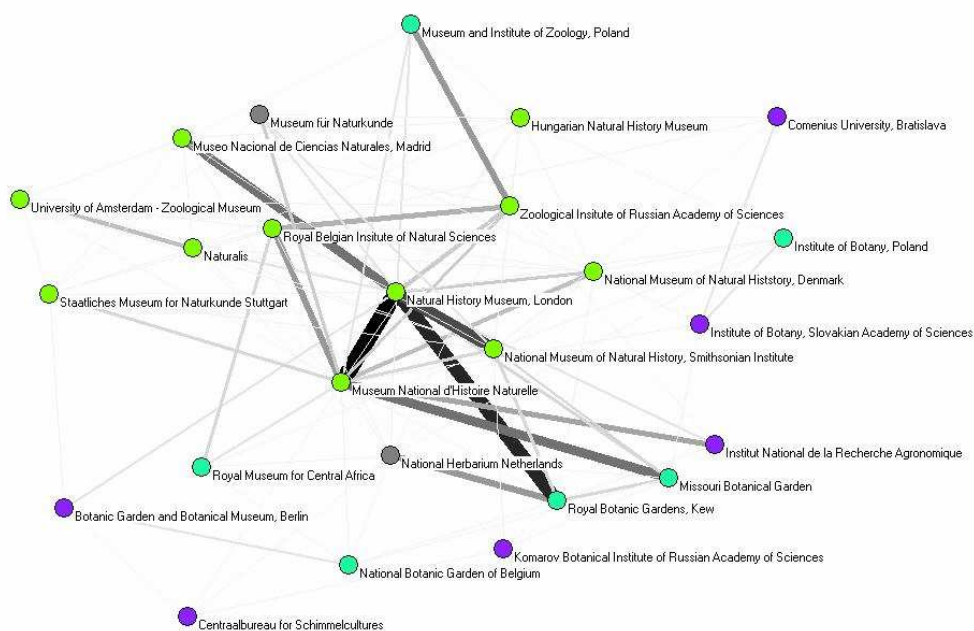 Museum and Institute of Zoology, Poland
Museum für Naturkunde
Hungarian Natural History Museum
Comenius University, Bratislava
Museo Nacional de Ciencias Naturales, Madrid
University of Amsterdam - Zoological Museum
Zoological Insitute of Russian Academy of Sciences
Royal Belgian Insitute of Natural Sciences
Institute of Botany, Poland
Naturalis
National Museum of Natural Histstory, Denmark
Staatliches Museum for Naturkunde Stuttgart
Natural History Museum, London
Institute of Botany, Slovakian Academy of Sciences
National Museum of Natural History, Smithsonian Institute
Museum National d'Histoire Naturelle
Institut National de la Recherche Agronomique
National Herbarium Netherlands
Royal Museum for Central Africa
Missouri Botanical Garden
Royal Botanic Gardens, Kew
Botanic Garden and Botanical Museum, Berlin
Komarov Botanical Institute of Russian Academy of Sciences
National Botanic Garden of Belgium
Centraalbureau for Schimmelcultures